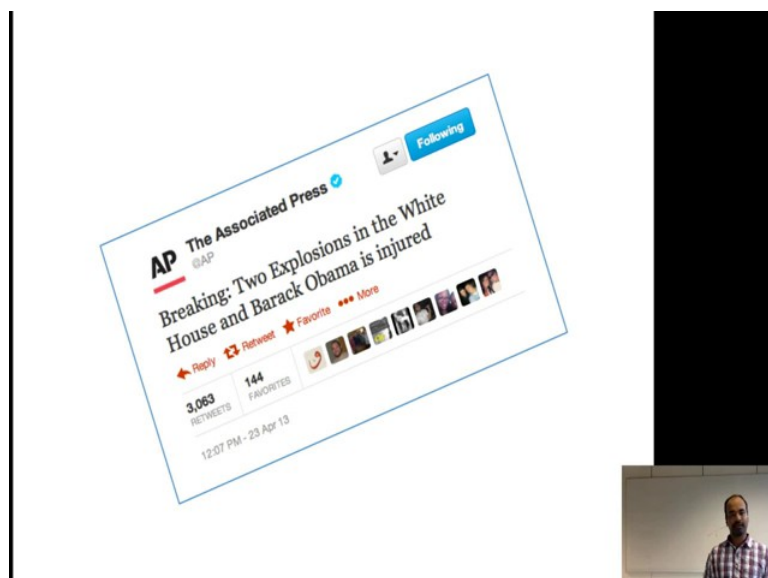 Following
AP
The Associated Press
@AP
Breaking: Two Explosions in the White
House and Barack Obama is injured
Reply Retweet Favorite More
3,063 144
RETWEETS FAVORITES
12:07 PM - 23 Apr 13